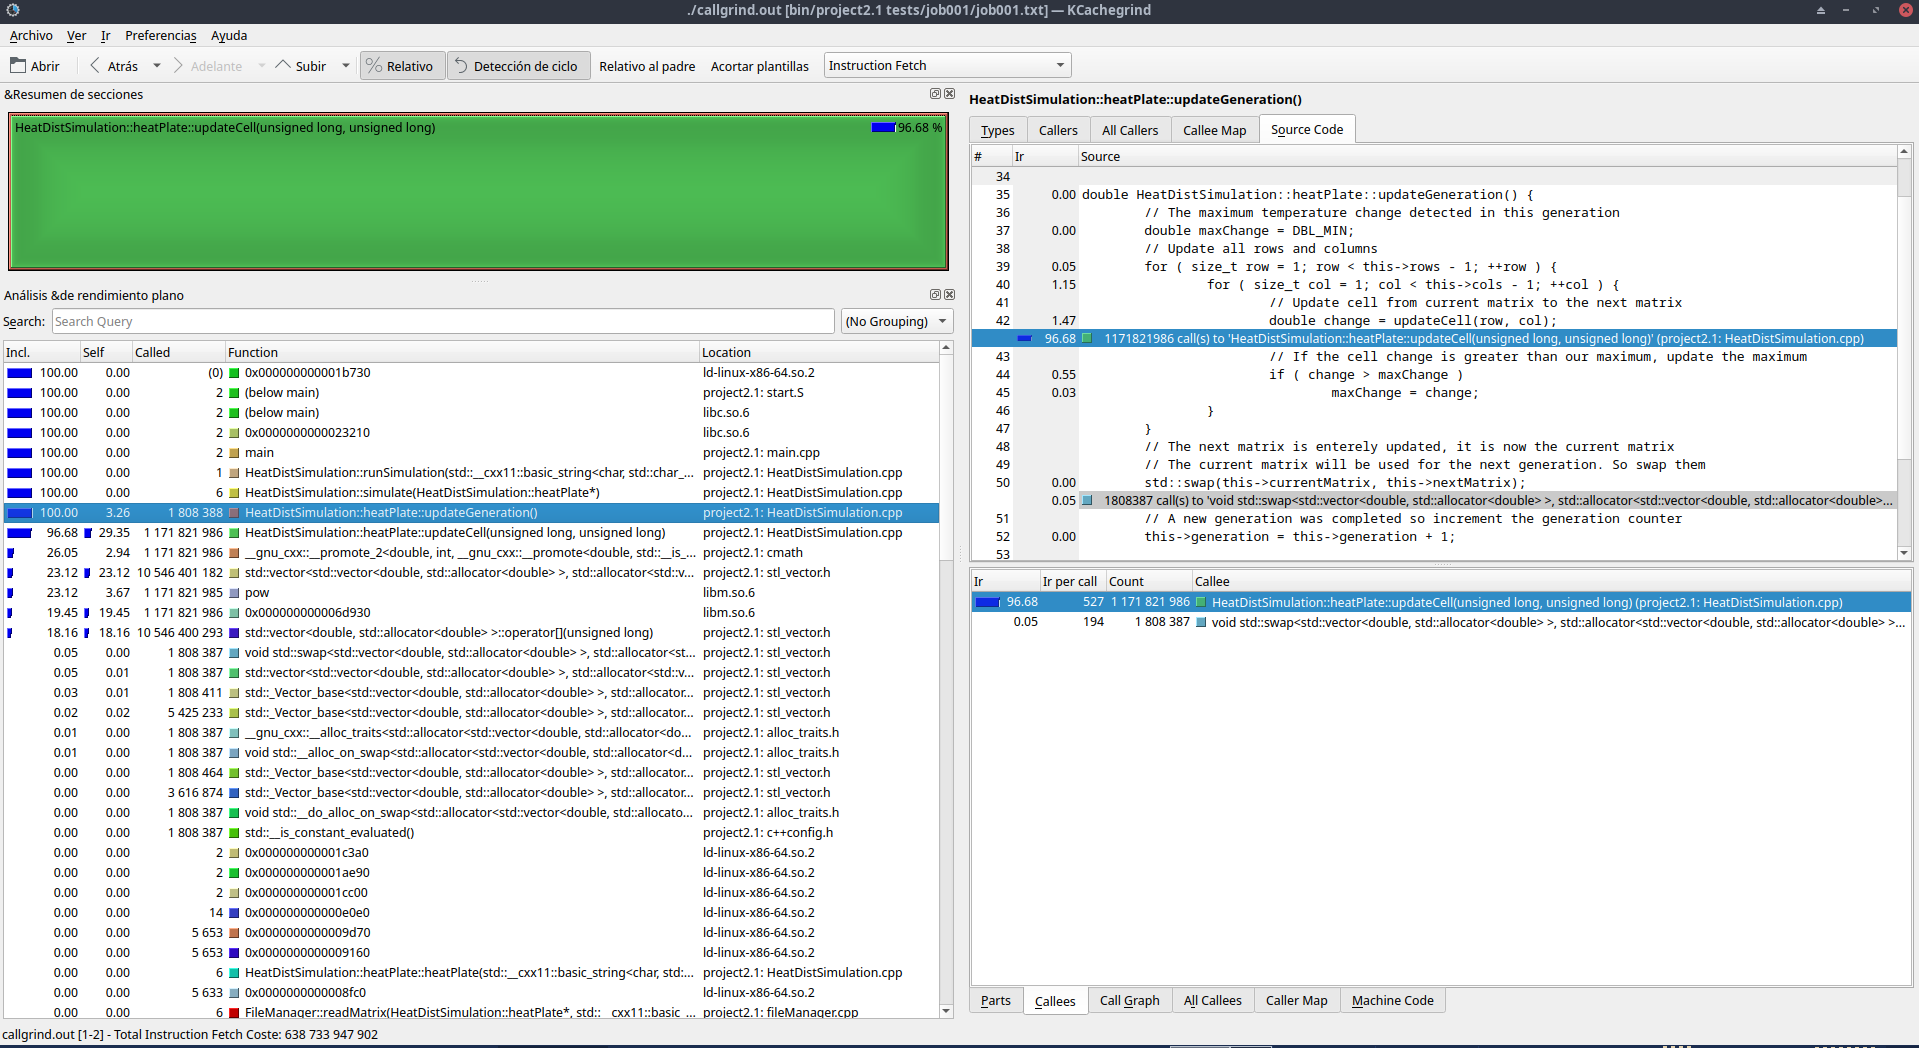 ./callgrind.out [bin/project2.1 tests/job001/job001.txt] — KCachegrind
Archivo Ver Ir Preferencias Ayuda
Abrir Atrás Adelante Subir % Relativo Detección de ciclo Relativo al padre Acortar plantillas Instruction Fetch
&Resumen de secciones
HeatDistSimulation::heatPlate::updateCell(unsigned long, unsigned long) 96.68 %
Análisis &de rendimiento plano
Search: Search Query (No Grouping)
Incl. Self Called Function Location
100.00 0.00 (0) 0x000000000001b730 ld-linux-x86-64.so.2
100.00 0.00 2 (below main) project2.1: start.S
100.00 0.00 2 (below main) libc.so.6
100.00 0.00 2 0x0000000000023210 libc.so.6
100.00 0.00 2 main project2.1: main.cpp
100.00 0.00 1 HeatDistSimulation::runSimulation(std::__cxx11::basic_string<char, std::char_... project2.1: HeatDistSimulation.cpp
100.00 0.00 6 HeatDistSimulation::simulate(HeatDistSimulation::heatPlate*) project2.1: HeatDistSimulation.cpp
100.00 3.26 1 808 388 HeatDistSimulation::heatPlate::updateGeneration() project2.1: HeatDistSimulation.cpp
96.68 29.35 1 171 821 986 HeatDistSimulation::heatPlate::updateCell(unsigned long, unsigned long) project2.1: HeatDistSimulation.cpp
26.05 2.94 1 171 821 986 __gnu_cxx::__promote_2<double, int, __gnu_cxx::__promote<double, std::__is_... project2.1: cmath
23.12 23.12 10 546 401 182 std::vector<std::vector<double, std::allocator<double> >, std::allocator<std::v... project2.1: stl_vector.h
23.12 3.67 1 171 821 985 pow libm.so.6
19.45 19.45 1 171 821 986 0x000000000006d930 libm.so.6
18.16 18.16 10 546 400 293 std::vector<double, std::allocator<double> >::operator[](unsigned long) project2.1: stl_vector.h
0.05 0.00 1 808 387 void std::swap<std::vector<double, std::allocator<double> >, std::allocator<st... project2.1: stl_vector.h
0.05 0.01 1 808 387 std::vector<std::vector<double, std::allocator<double> >, std::allocator<std::v... project2.1: stl_vector.h
0.03 0.01 1 808 411 std::_Vector_base<std::vector<double, std::allocator<double> >, std::allocator... project2.1: stl_vector.h
0.02 0.02 5 425 233 std::_Vector_base<std::vector<double, std::allocator<double> >, std::allocator... project2.1: stl_vector.h
0.01 0.00 1 808 387 __gnu_cxx::__alloc_traits<std::allocator<std::vector<double, std::allocator<do... project2.1: alloc_traits.h
0.01 0.00 1 808 387 void std::__alloc_on_swap<std::allocator<std::vector<double, std::allocator<d... project2.1: alloc_traits.h
0.00 0.00 1 808 464 std::_Vector_base<std::vector<double, std::allocator<double> >, std::allocator... project2.1: stl_vector.h
0.00 0.00 3 616 874 std::_Vector_base<std::vector<double, std::allocator<double> >, std::allocator... project2.1: stl_vector.h
0.00 0.00 1 808 387 void std::__do_alloc_on_swap<std::allocator<std::vector<double, std::allocato... project2.1: alloc_traits.h
0.00 0.00 1 808 387 std::__is_constant_evaluated() project2.1: c++config.h
0.00 0.00 2 0x000000000001c3a0 ld-linux-x86-64.so.2
0.00 0.00 2 0x000000000001ae90 ld-linux-x86-64.so.2
0.00 0.00 2 0x000000000001cc00 ld-linux-x86-64.so.2
0.00 0.00 14 0x000000000000e0e0 ld-linux-x86-64.so.2
0.00 0.00 5 653 0x0000000000009d70 ld-linux-x86-64.so.2
0.00 0.00 5 653 0x0000000000009160 ld-linux-x86-64.so.2
0.00 0.00 6 HeatDistSimulation::heatPlate::heatPlate(std::__cxx11::basic_string<char, std:... project2.1: HeatDistSimulation.cpp
0.00 0.00 5 633 0x0000000000008fc0 ld-linux-x86-64.so.2
0.00 0.00 6 FileManager::readMatrix(HeatDistSimulation::heatPlate*, std::__cxx11::basic_... project2.1: fileManager.cpp
callgrind.out [1-2] - Total Instruction Fetch Coste: 638 733 947 902
HeatDistSimulation::heatPlate::updateGeneration()
Types Callers All Callers Callee Map Source Code
# Ir Source
34
35 0.00 double HeatDistSimulation::heatPlate::updateGeneration() {
36 // The maximum temperature change detected in this generation
37 0.00 double maxChange = DBL_MIN;
38 // Update all rows and columns
39 0.05 for ( size_t row = 1; row < this->rows - 1; ++row ) {
40 1.15 for ( size_t col = 1; col < this->cols - 1; ++col ) {
41 // Update cell from current matrix to the next matrix
42 1.47 double change = updateCell(row, col);
96.68 1171821986 call(s) to 'HeatDistSimulation::heatPlate::updateCell(unsigned long, unsigned long)' (project2.1: HeatDistSimulation.cpp)
43 // If the cell change is greater than our maximum, update the maximum
44 0.55 if ( change > maxChange )
45 0.03 maxChange = change;
46 }
47 }
48 // The next matrix is enterely updated, it is now the current matrix
49 // The current matrix will be used for the next generation. So swap them
50 0.00 std::swap(this->currentMatrix, this->nextMatrix);
0.05 1808387 call(s) to 'void std::swap<std::vector<double, std::allocator<double> >, std::allocator<std::vector<double, std::allocator<double>...
51 // A new generation was completed so increment the generation counter
52 0.00 this->generation = this->generation + 1;
53
Ir Ir per call Count Callee
96.68 527 1 171 821 986 HeatDistSimulation::heatPlate::updateCell(unsigned long, unsigned long) (project2.1: HeatDistSimulation.cpp)
0.05 194 1 808 387 void std::swap<std::vector<double, std::allocator<double> >, std::allocator<std::vector<double, std::allocator<double> >...
Parts Callees Call Graph All Callees Caller Map Machine Code